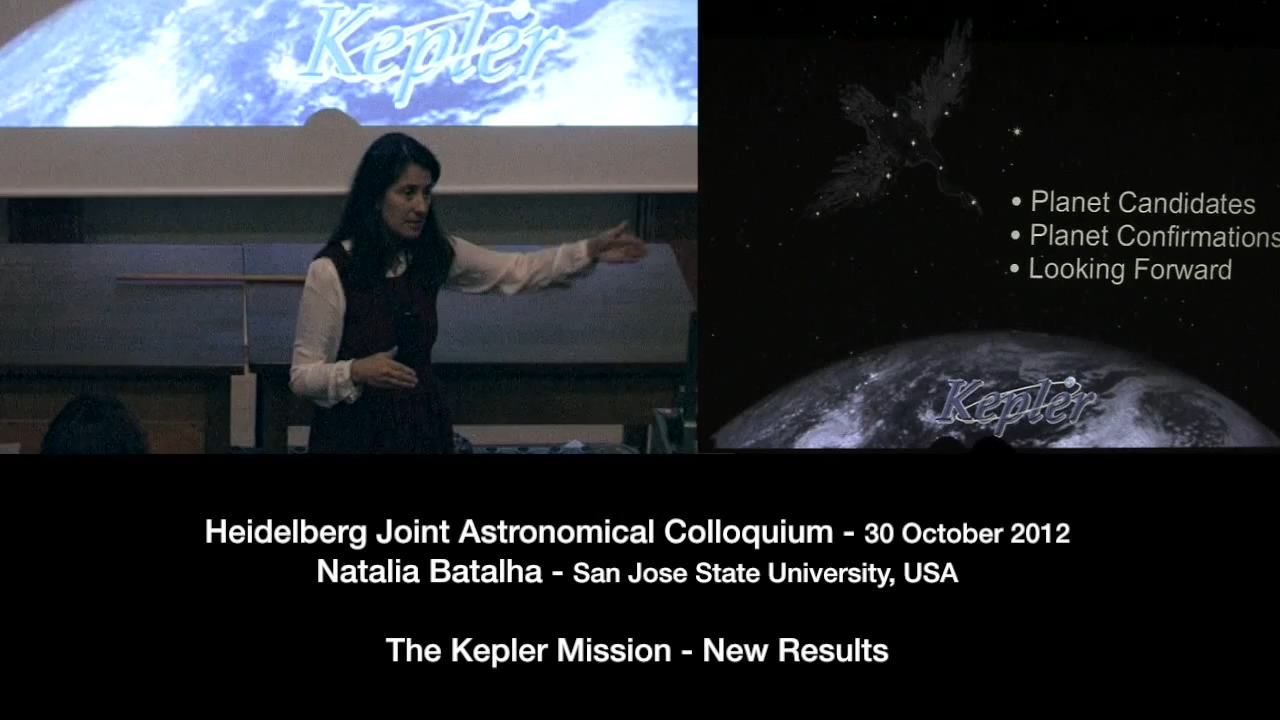 Kepler
• Planet Candidates
• Planet Confirmations
• Looking Forward
Kepler
Heidelberg Joint Astronomical Colloquium - 30 October 2012
Natalia Batalha - San Jose State University, USA
The Kepler Mission - New Results